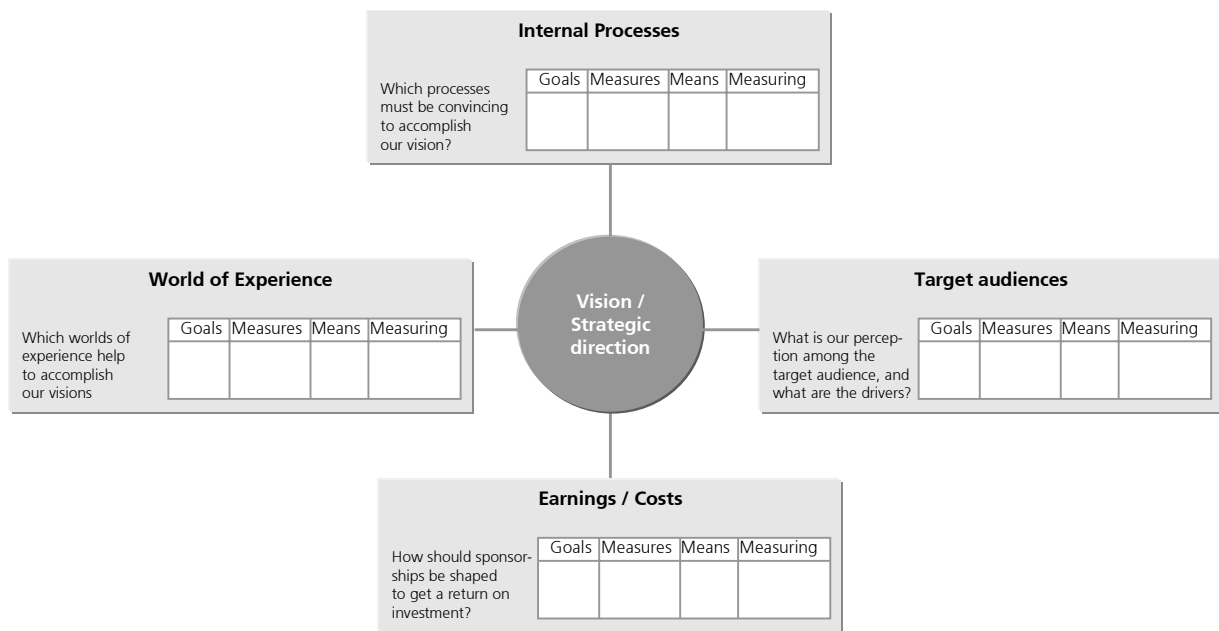 Internal Processes
Goals Measures Means Measuring
Which processes
must be convincing
to accomplish
our vision?
World of Experience
Goals Measures Means Measuring
Which worlds of
experience help
to accomplish
our visions
Vision /
Strategic
direction
Target audiences
Goals Measures Means Measuring
What is our percep-
tion among the
target audience, and
what are the drivers?
Earnings / Costs
Goals Measures Means Measuring
How should sponsor-
ships be shaped
to get a return on
investment?